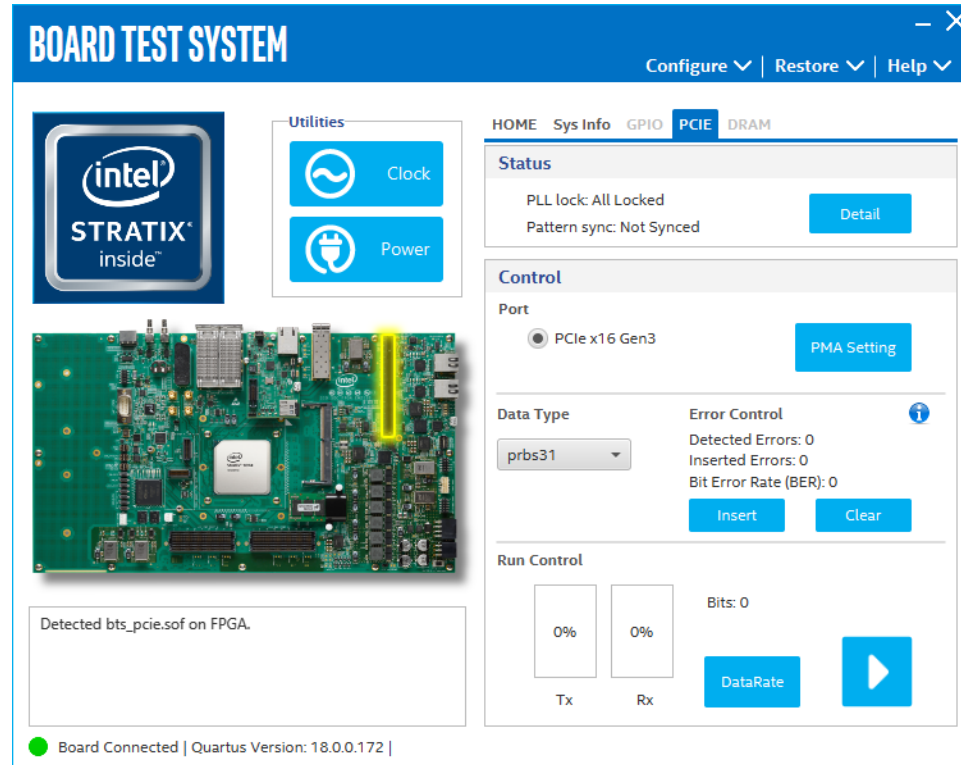 BOARD TEST SYSTEM
Configure | Restore | Help
Utilities
Clock
Power
intel
STRATIX
inside™
HOME Sys Info GPIO PCIE DRAM
Status
PLL lock: All Locked
Pattern sync: Not Synced
Detail
Control
Port
PCIe x16 Gen3
PMA Setting
Data Type
prbs31
Error Control
Detected Errors: 0
Inserted Errors: 0
Bit Error Rate (BER): 0
Insert
Clear
Run Control
0%
0%
Tx
Rx
Bits: 0
DataRate
Detected bts_pcie.sof on FPGA.
Board Connected | Quartus Version: 18.0.0.172 |